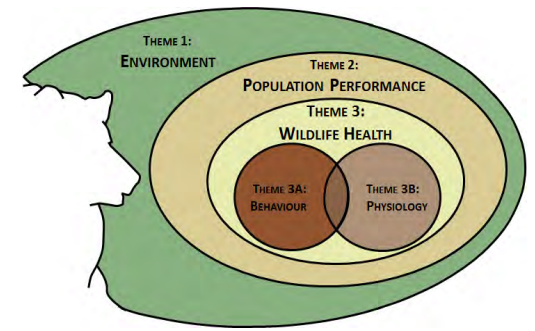 THEME 1:
ENVIRONMENT
THEME 2:
POPULATION PERFORMANCE
THEME 3:
WILDLIFE HEALTH
THEME 3A:
BEHAVIOUR
THEME 3B:
PHYSIOLOGY